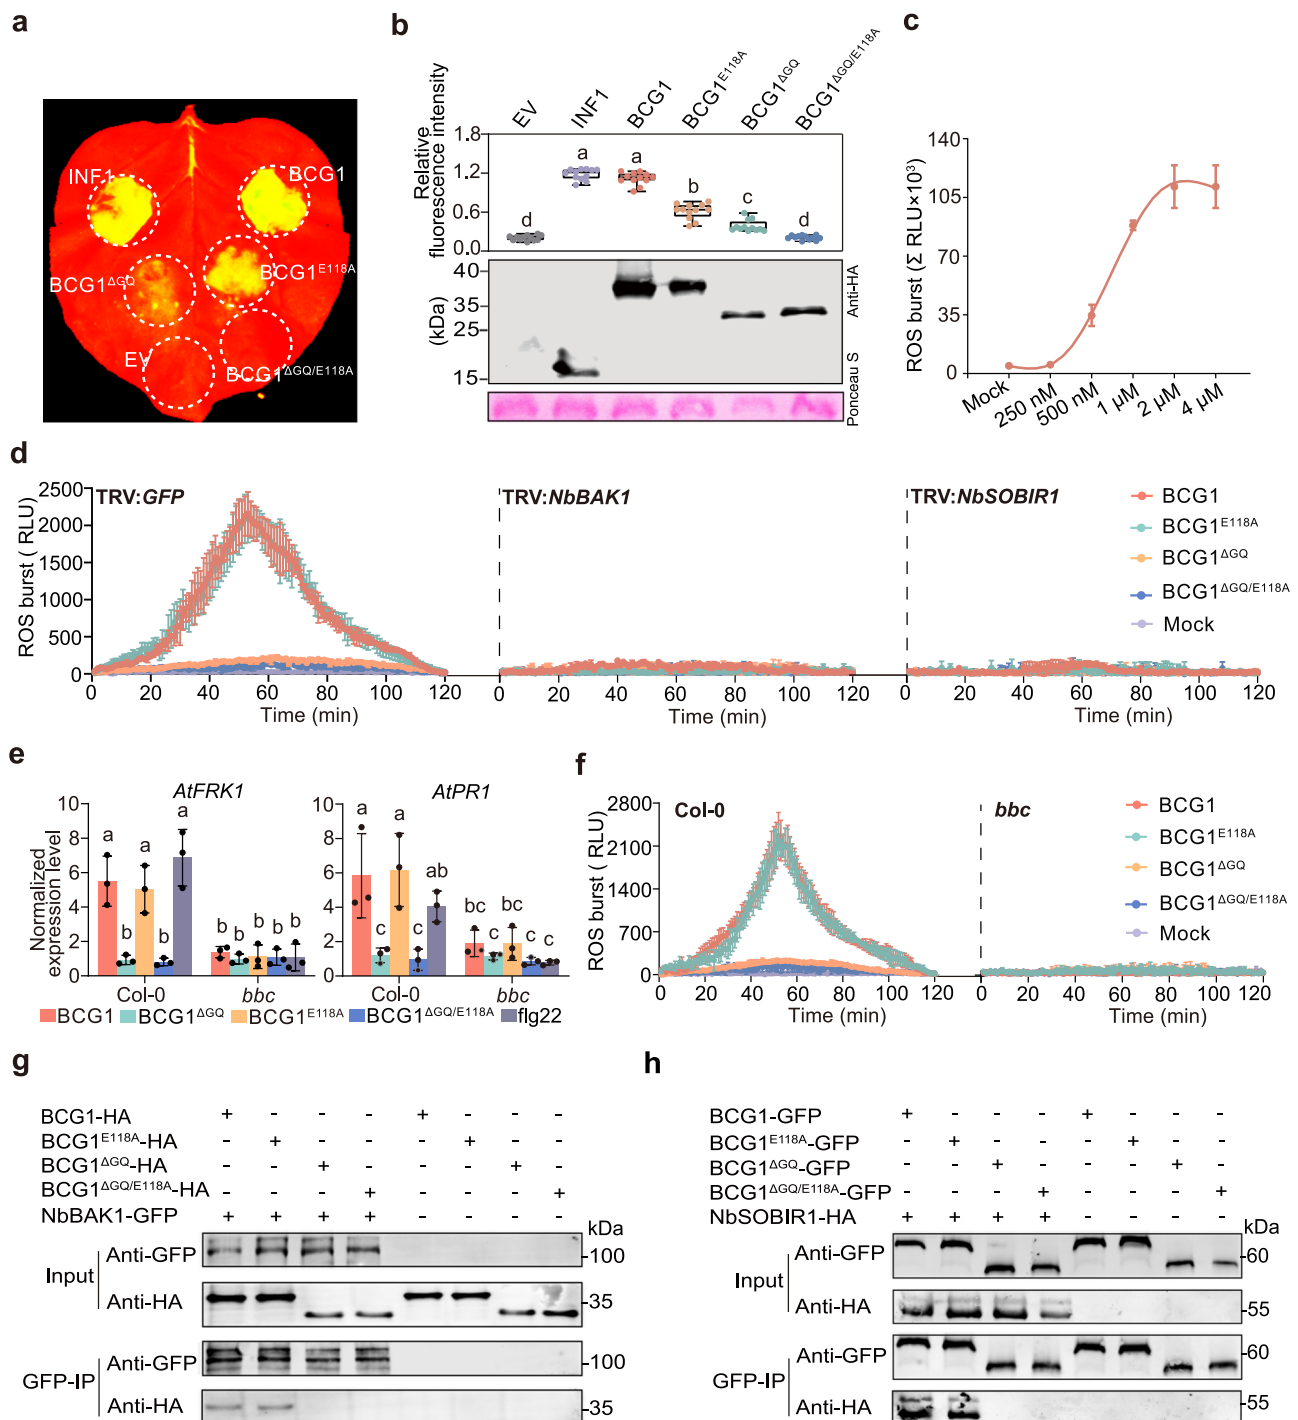 a
INF1
BCG1
BCG1ΔGQ
BCG1E118A
EV
BCG1ΔGQ/E118A
b
EV
INF1
BCG1
BCG1E118A
BCG1ΔGQ
BCG1ΔGQ/E118A
Relative
fluorescence intensity
1.8
1.2
0.6
0.0
d
a
a
b
c
d
(kDa)
40
35
25
15
Anti-HA
Ponceau S
c
ROS burst (Σ RLU×10³)
140
105
70
35
0
Mock
250 nM
500 nM
1 μM
2 μM
4 μM
d
ROS burst ( RLU)
2500
2000
1500
1000
500
0
TRV:GFP
TRV:NbBAK1
TRV:NbSOBIR1
0 20 40 60 80 100 120
0 20 40 60 80 100 120
0 20 40 60 80 100 120
Time (min)
Time (min)
Time (min)
BCG1
BCG1E118A
BCG1ΔGQ
BCG1ΔGQ/E118A
Mock
e
Normalized
expression level
AtFRK1
10
8
6
4
2
0
a b a b a
b b b b b
Col-0 bbc
AtPR1
10
8
6
4
2
0
a c a c ab
bc c bc c c
Col-0 bbc
BCG1 BCG1ΔGQ BCG1E118A BCG1ΔGQ/E118A flg22
f
ROS burst ( RLU)
2800
2100
1400
700
0
Col-0
bbc
0 20 40 60 80 100 120
0 20 40 60 80 100 120
Time (min)
Time (min)
BCG1
BCG1E118A
BCG1ΔGQ
BCG1ΔGQ/E118A
Mock
g
BCG1-HA + - - - + - - -
BCG1E118A-HA - + - - - + - -
BCG1ΔGQ-HA - - + - - - + -
BCG1ΔGQ/E118A-HA - - - + - - - +
NbBAK1-GFP + + + + - - - -
kDa
Input
Anti-GFP 100
Anti-HA 35
GFP-IP
Anti-GFP 100
Anti-HA 35
h
BCG1-GFP + - - - + - - -
BCG1E118A-GFP - + - - - + - -
BCG1ΔGQ-GFP - - + - - - + -
BCG1ΔGQ/E118A-GFP - - - + - - - +
NbSOBIR1-HA + + + + - - - -
kDa
Input
Anti-GFP 60
Anti-HA 55
GFP-IP
Anti-GFP 60
Anti-HA 55